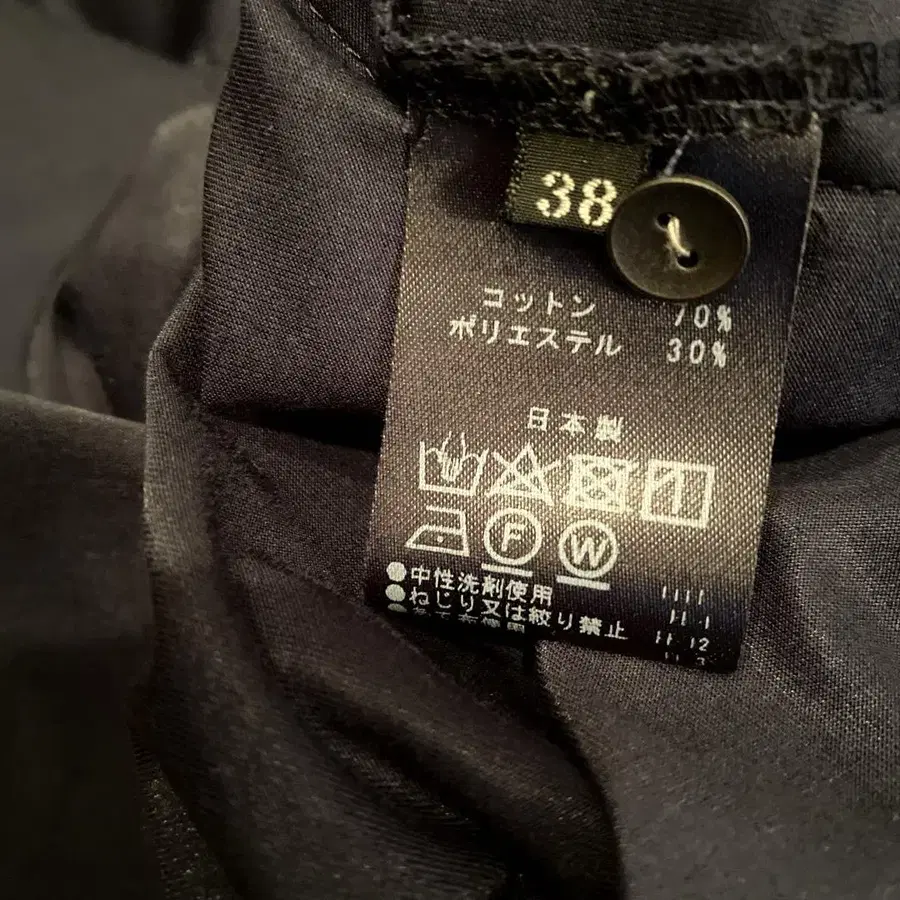 38
コットン 70%
ポリエステル 30%
日本製
F W
●中性洗剤使用
●ねじり又は絞り禁止